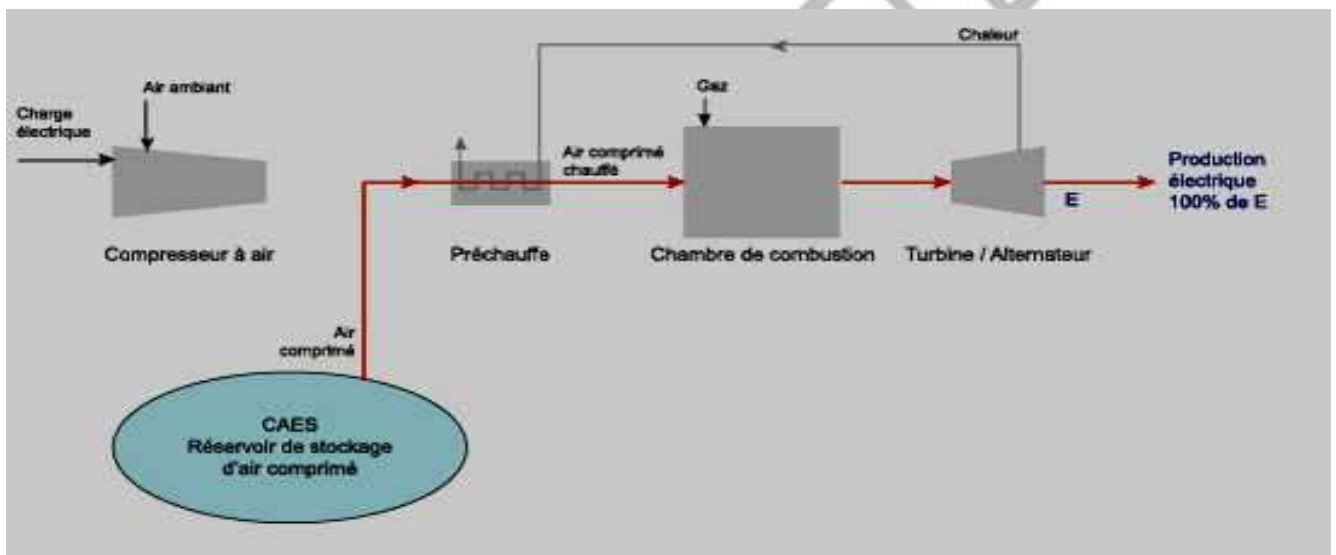 Chaleur
Air ambiant
Gaz
Charge
électrique
Air comprimé
chauffé
Production
électrique
100% de E
E
Compresseur à air
Préchauffe
Chambre de combustion
Turbine / Alternateur
Air
comprimé
CAES
Réservoir de stockage
d'air comprimé